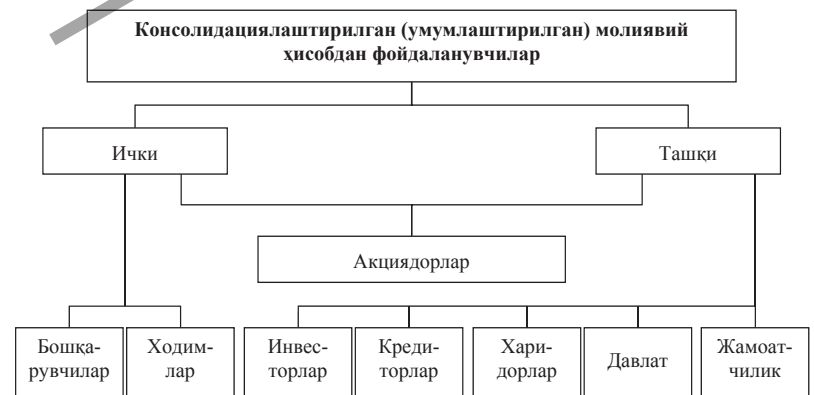 Консолидациялаштирилган (умумлаштирилган) молиявий
ҳисобдан фойдаланувчилар
Ички
Ташқи
Акциядорлар
Бошқа-
рувчилар
Ходим-
лар
Инвес-
торлар
Креди-
торлар
Хари-
дорлар
Давлат
Жамоат-
чилик